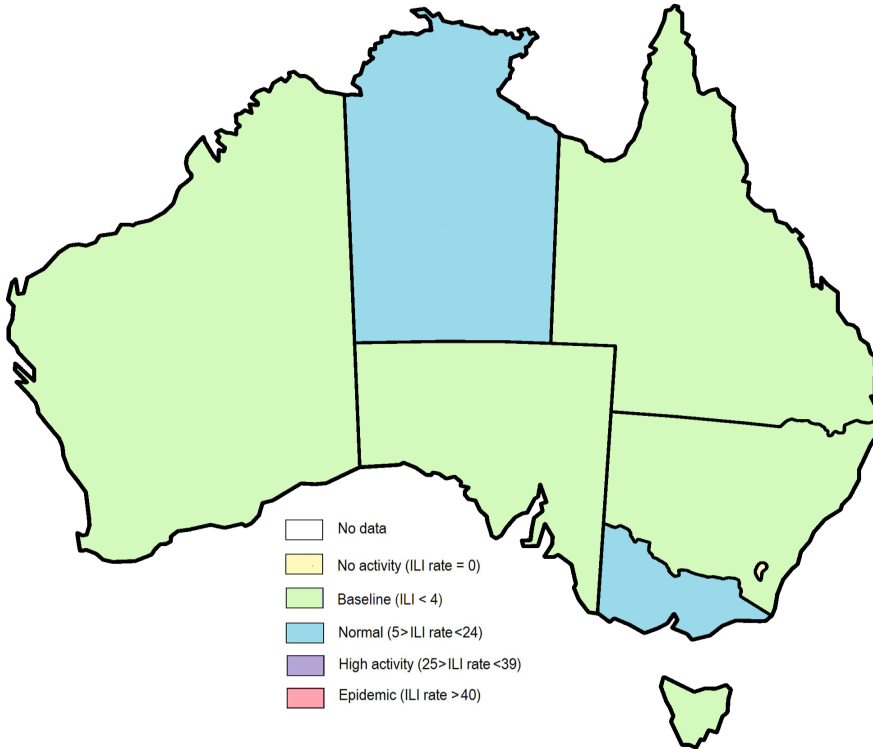 No data
No activity (ILI rate = 0)
Baseline (ILI < 4)
Normal (5> ILI rate <24)
High activity (25> ILI rate <39)
Epidemic (ILI rate >40)